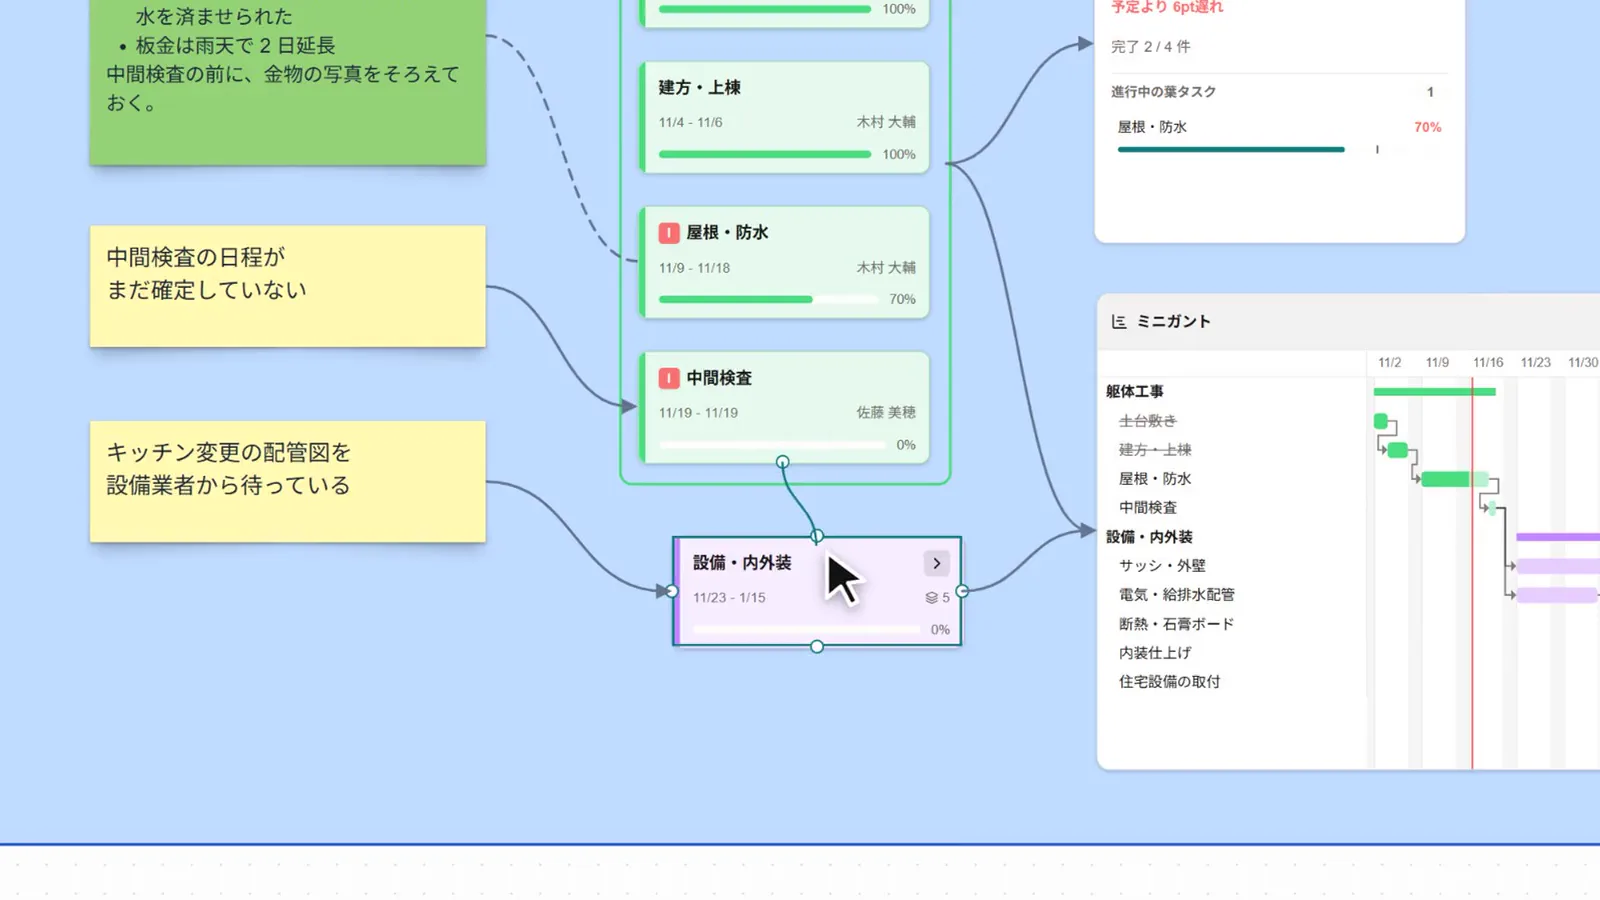 水を済ませられた
• 板金は雨天で 2 日延長
中間検査の前に、金物の写真をそろえて
おく。
中間検査の日程が
まだ確定していない
キッチン変更の配管図を
設備業者から待っている
100%
建方・上棟
11/4 - 11/6
木村 大輔
100%
屋根・防水
11/9 - 11/18
木村 大輔
70%
中間検査
11/19 - 11/19
佐藤 美穂
0%
設備・内外装
11/23 - 1/15
5
0%
予定より 6pt遅れ
完了 2 / 4 件
進行中の葉タスク
1
屋根・防水
70%
ミニガント
11/2 11/9 11/16 11/23 11/30
躯体工事
土台敷き
建方・上棟
屋根・防水
中間検査
設備・内外装
サッシ・外壁
電気・給排水配管
断熱・石膏ボード
内装仕上げ
住宅設備の取付